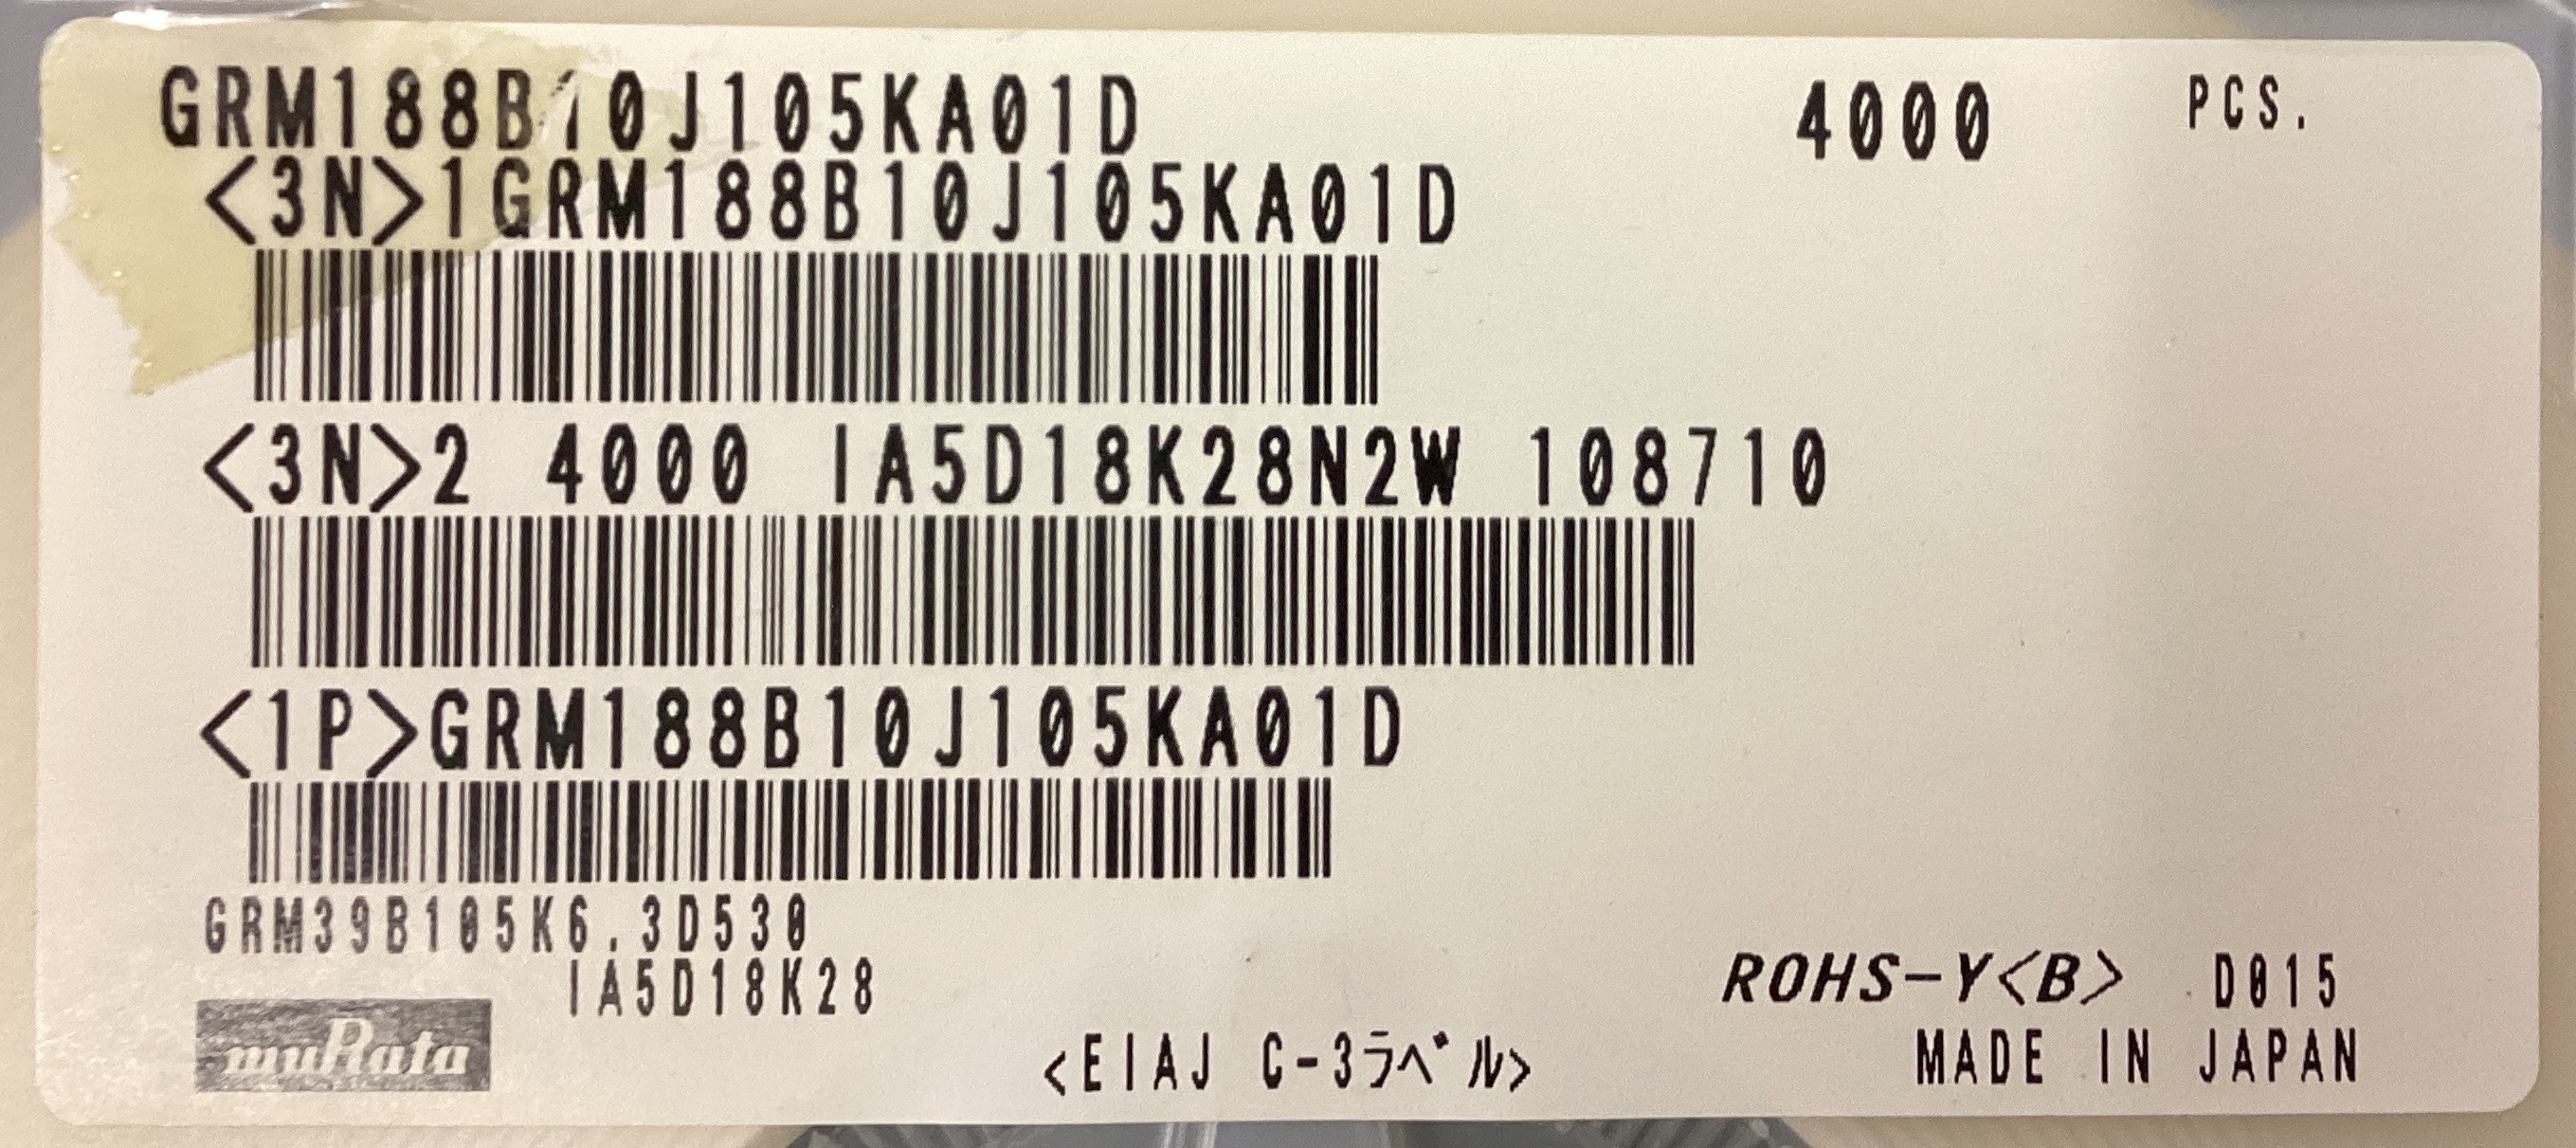 GRM188B10J105KA01D 4000 PCS.
<3N>1GRM188B10J105KA01D
<3N>2 4000 IA5D18K28N2W 108710
<1P>GRM188B10J105KA01D
GRM39B105K6.3D530
IA5D18K28
ROHS-Y<B> D015
muRata
<EIAJ C-3ラベル>
MADE IN JAPAN